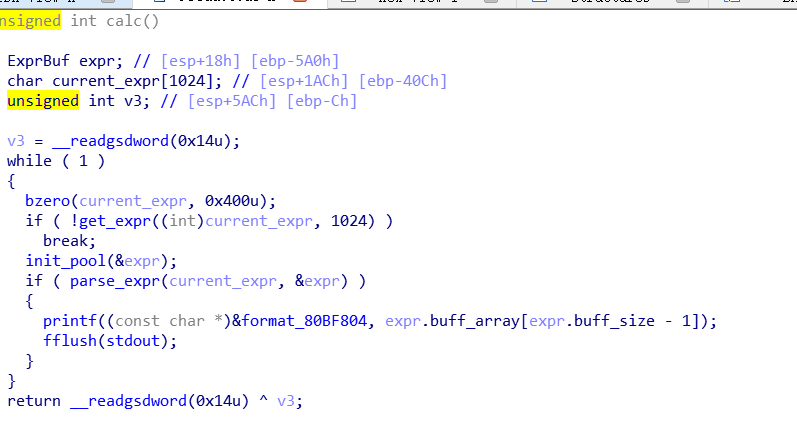 unsigned int calc()
ExprBuf expr; // [esp+18h] [ebp-5A0h]
char current_expr[1024]; // [esp+1ACh] [ebp-40Ch]
unsigned int v3; // [esp+5ACh] [ebp-Ch]
v3 = __readgsdword(0x14u);
while ( 1 )
{
bzero(current_expr, 0x400u);
if ( !get_expr((int)current_expr, 1024) )
break;
init_pool(&expr);
if ( parse_expr(current_expr, &expr) )
{
printf((const char *)&format_80BF804, expr.buff_array[expr.buff_size - 1]);
fflush(stdout);
}
}
return __readgsdword(0x14u) ^ v3;